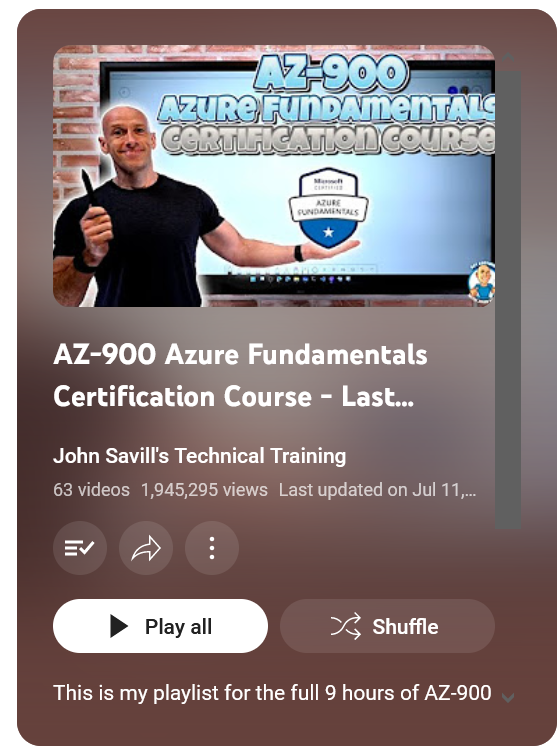 AZ-900
AZURE FUNDAMENTALS
CERTIFICATION COURSE
Microsoft
CERTIFIED
AZURE
FUNDAMENTALS
AZ-900 Azure Fundamentals
Certification Course - Last...
John Savill's Technical Training
63 videos 1,945,295 views Last updated on Jul 11,...
Play all
Shuffle
This is my playlist for the full 9 hours of AZ-900